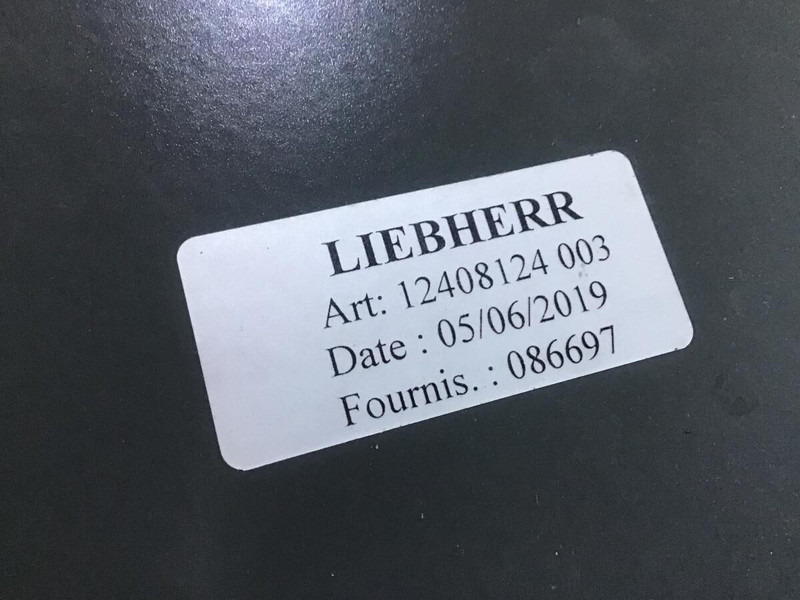 LIEBHERR
Art: 12408124 003
Date : 05/06/2019
Fournis. : 086697